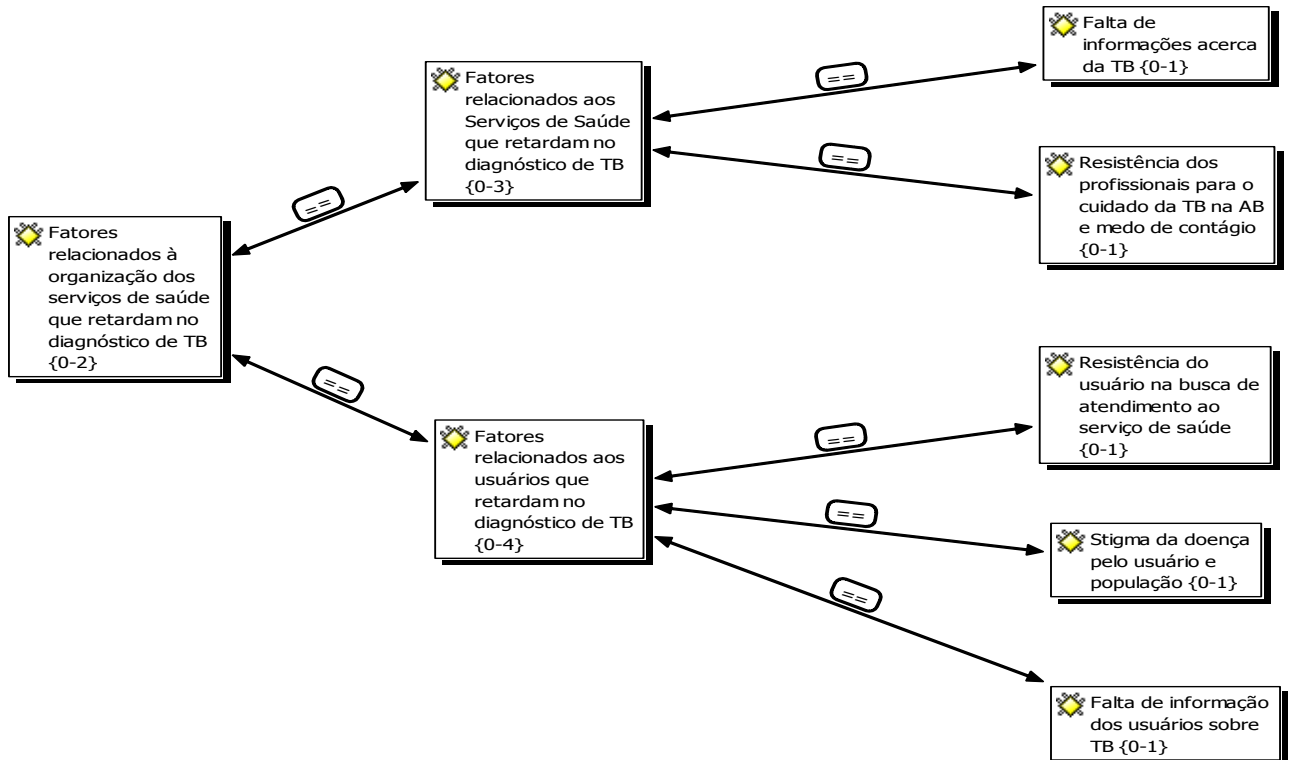 Fatores
relacionados à
organização dos
serviços de saúde
que retardam no
diagnóstico de TB
{0-2}
==
==
Fatores
relacionados aos
Serviços de Saúde
que retardam no
diagnóstico de TB
{0-3}
==
==
Falta de
informações acerca
da TB {0-1}
Resistência dos
profissionais para o
cuidado da TB na AB
e medo de contágio
{0-1}
Fatores
relacionados aos
usuários que
retardam no
diagnóstico de TB
{0-4}
==
==
==
Resistência do
usuário na busca de
atendimento ao
serviço de saúde
{0-1}
Stigma da doença
pelo usuário e
população {0-1}
Falta de informação
dos usuários sobre
TB {0-1}